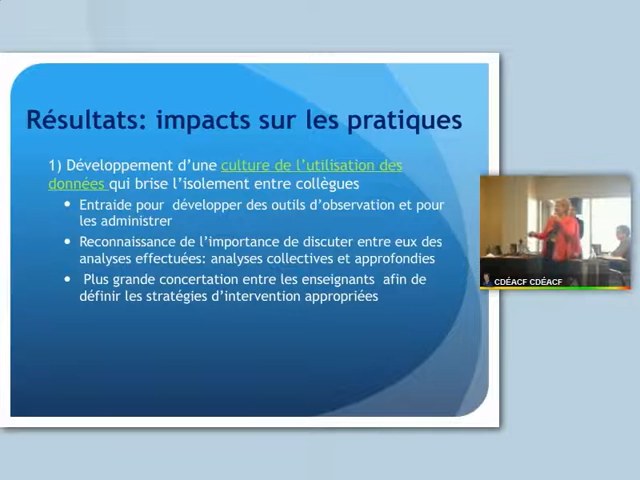 Résultats: impacts sur les pratiques
1) Développement d'une culture de l'utilisation des
données qui brise l'isolement entre collègues
• Entraide pour développer des outils d'observation et pour
les administrer
• Reconnaissance de l'importance de discuter entre eux des
analyses effectuées: analyses collectives et approfondies
• Plus grande concertation entre les enseignants afin de
définir les stratégies d'intervention appropriées
CDÉACF CDÉACF